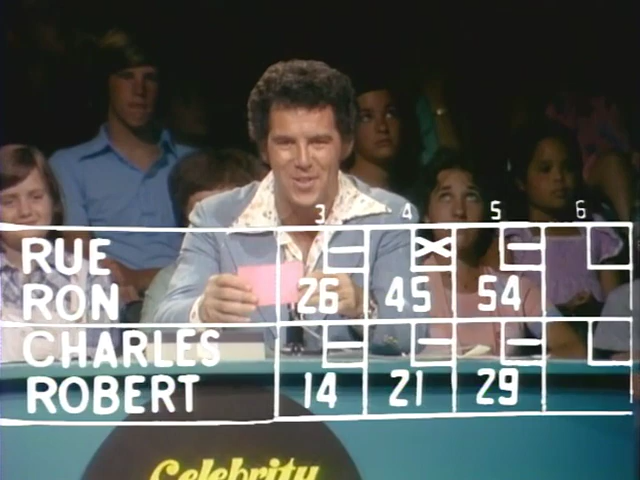 3 4 5 6
RUE – X –
RON 26 45 54
CHARLES – – –
ROBERT 14 21 29
Celebrity